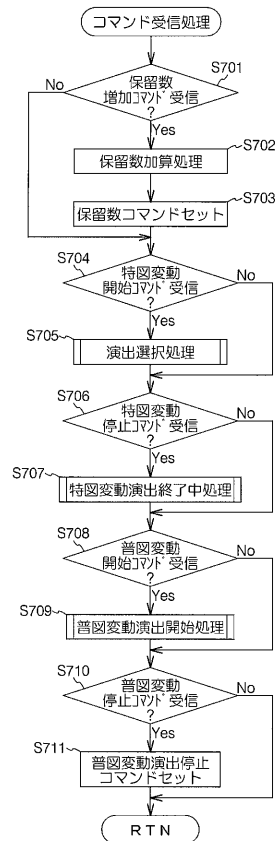 コマンド受信処理
S701
保留数
増加コマンド受信
?
No
Yes
S702
保留数加算処理
S703
保留数コマンドセット
S704
特図変動
開始コマンド受信
?
No
Yes
S705
演出選択処理
S706
特図変動
停止コマンド受信
?
No
Yes
S707
特図変動演出終了中処理
S708
普図変動
開始コマンド受信
?
No
Yes
S709
普図変動演出開始処理
S710
普図変動
停止コマンド受信
?
No
Yes
S711
普図変動演出停止
コマンドセット
RTN